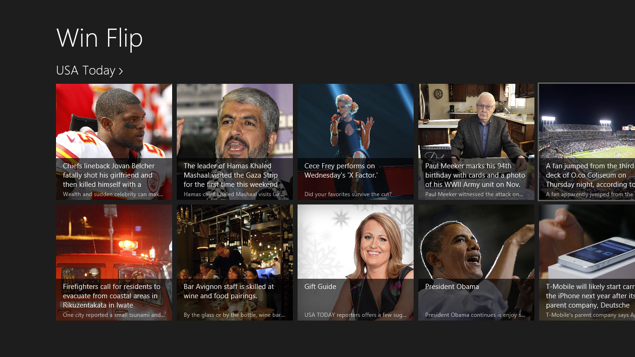 Win Flip
USA Today >
Chiefs lineback Jovan Belcher
fatally shot his girlfriend and
then killed himself with a
Wealth and sudden celebrity can mak...
The leader of Hamas Khaled
Mashaal visited the Gaza Strip
for the first time this weekend
Hamas chief Khaled Mashaal visits Ga...
Cece Frey performs on
Wednesday's 'X Factor.'
Did your favorites survive the cut?
Paul Meeker marks his 94th
birthday with cards and a photo
of his WWII Army unit on Nov.
Paul Meeker witnessed the attack on...
A fan jumped from the third
deck of O.co Coliseum on
Thursday night, according to
A fan apparently jumped from the
Firefighters call for residents to
evacuate from coastal areas in
Rikuzentakata in Iwate
One city reported a small tsunami and...
Bar Avignon staff is skilled at
wine and food pairings.
By the glass or by the bottle, wine bar...
Gift Guide
USA TODAY reporters offers a few sug...
President Obama
President Obama continues to enjoy s...
T-Mobile will likely start carr
the iPhone next year after its
parent company, Deutsche
T-Mobile's parent company says A